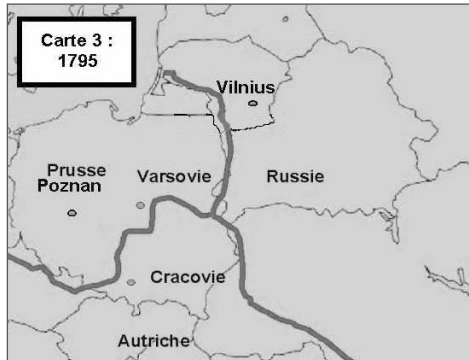 Carte 3 :
1795
Vilnius
Prusse
Poznan
Varsovie
Russie
Cracovie
Autriche